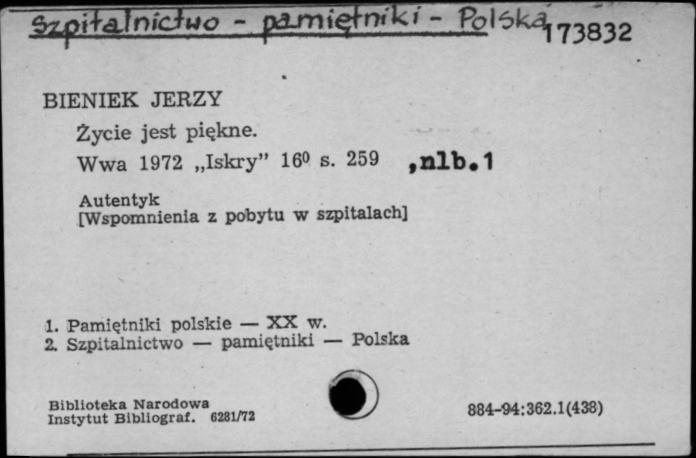 Szpitalnictwo - pamiętniki - Polska
173832
BIENIEK JERZY
Życie jest piękne.
Wwa 1972 „Iskry” 16⁰ s. 259 ,nlb.1
Autentyk
[Wspomnienia z pobytu w szpitalach]
1. Pamiętniki polskie — XX w.
2. Szpitalnictwo — pamiętniki — Polska
Biblioteka Narodowa
Instytut Bibliograf. 6281/72
884-94:362.1(438)